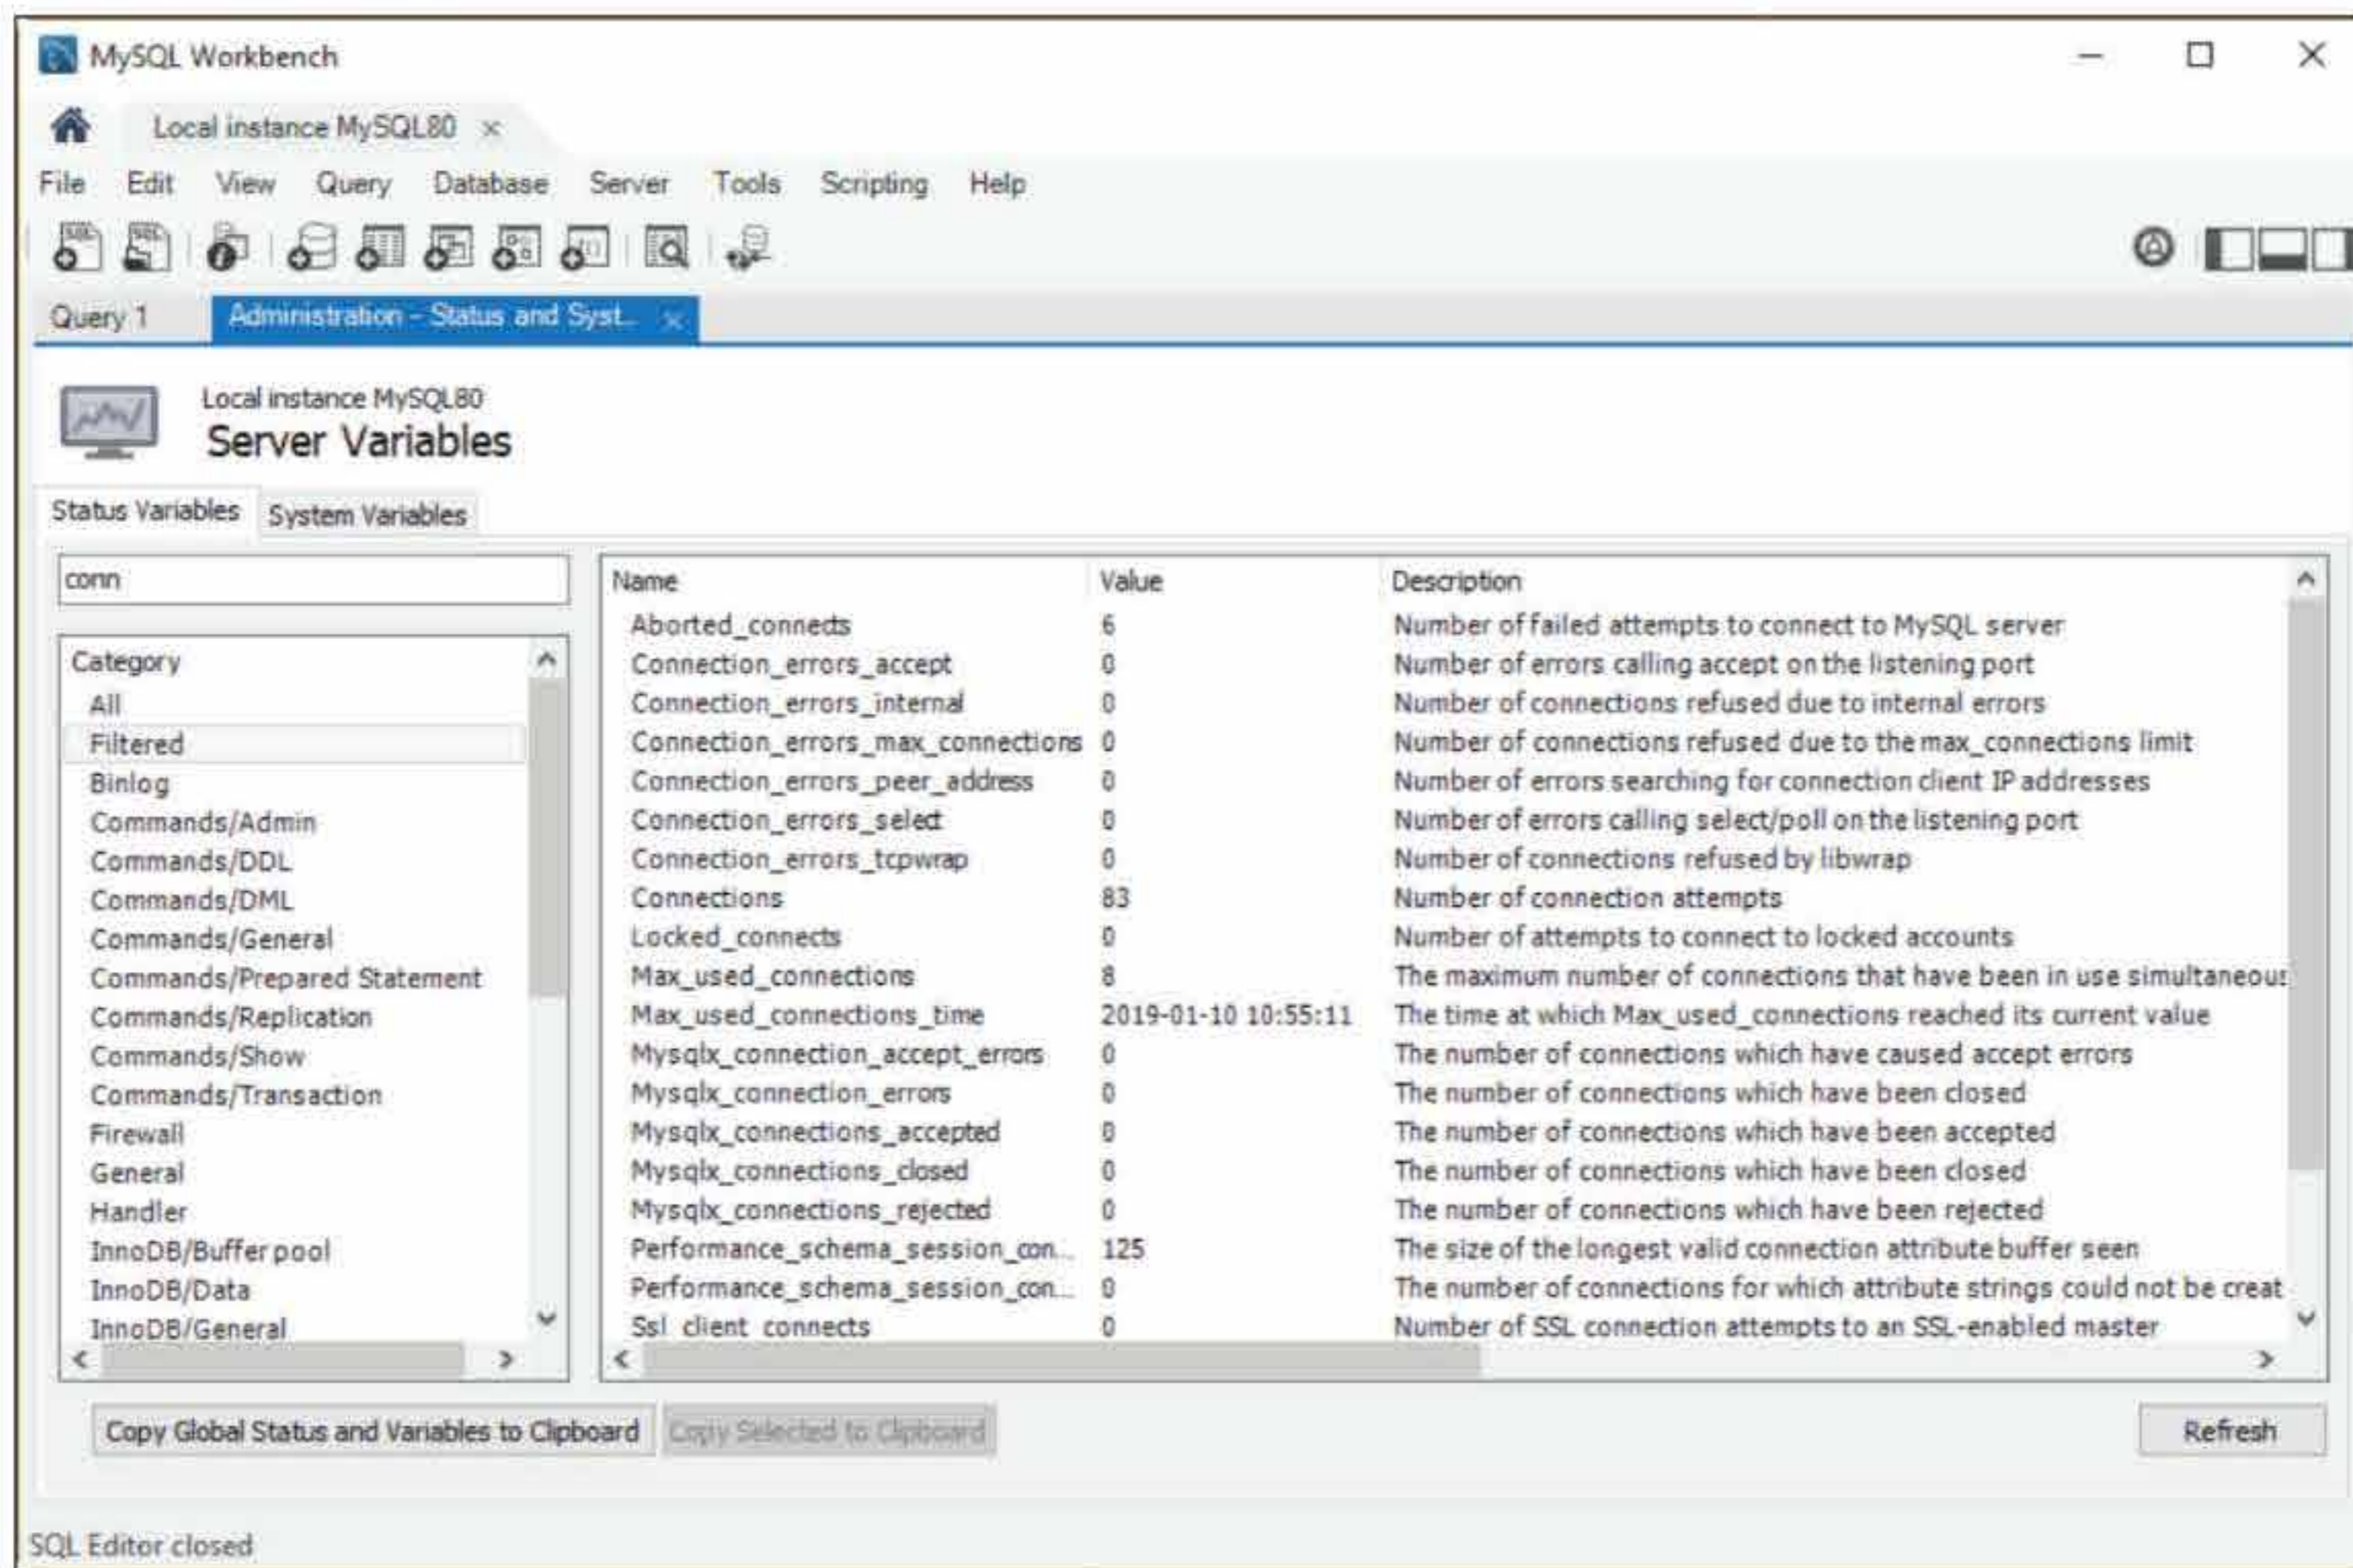 MySQL Workbench
Local instance MySQL80
File Edit View Query Database Server Tools Scripting Help
Query 1 Administration - Status and Syst...
Local instance MySQL80
Server Variables
Status Variables System Variables
conn
Category
All
Filtered
Binlog
Commands/Admin
Commands/DDL
Commands/DML
Commands/General
Commands/Prepared Statement
Commands/Replication
Commands/Show
Commands/Transaction
Firewall
General
Handler
InnoDB/Buffer pool
InnoDB/Data
InnoDB/General
Name Value Description
Aborted_connects 6 Number of failed attempts to connect to MySQL server
Connection_errors_accept 0 Number of errors calling accept on the listening port
Connection_errors_internal 0 Number of connections refused due to internal errors
Connection_errors_max_connections 0 Number of connections refused due to the max_connections limit
Connection_errors_peer_address 0 Number of errors searching for connection client IP addresses
Connection_errors_select 0 Number of errors calling select/poll on the listening port
Connection_errors_tcpwrap 0 Number of connections refused by libwrap
Connections 83 Number of connection attempts
Locked_connects 0 Number of attempts to connect to locked accounts
Max_used_connections 8 The maximum number of connections that have been in use simultaneous
Max_used_connections_time 2019-01-10 10:55:11 The time at which Max_used_connections reached its current value
Mysqlx_connection_accept_errors 0 The number of connections which have caused accept errors
Mysqlx_connection_errors 0 The number of connections which have been closed
Mysqlx_connections_accepted 0 The number of connections which have been accepted
Mysqlx_connections_closed 0 The number of connections which have been closed
Mysqlx_connections_rejected 0 The number of connections which have been rejected
Performance_schema_session_con... 125 The size of the longest valid connection attribute buffer seen
Performance_schema_session_con... 0 The number of connections for which attribute strings could not be creat
Ssl_client_connects 0 Number of SSL connection attempts to an SSL-enabled master
Copy Global Status and Variables to Clipboard Copy Selected to Clipboard Refresh
SQL Editor closed